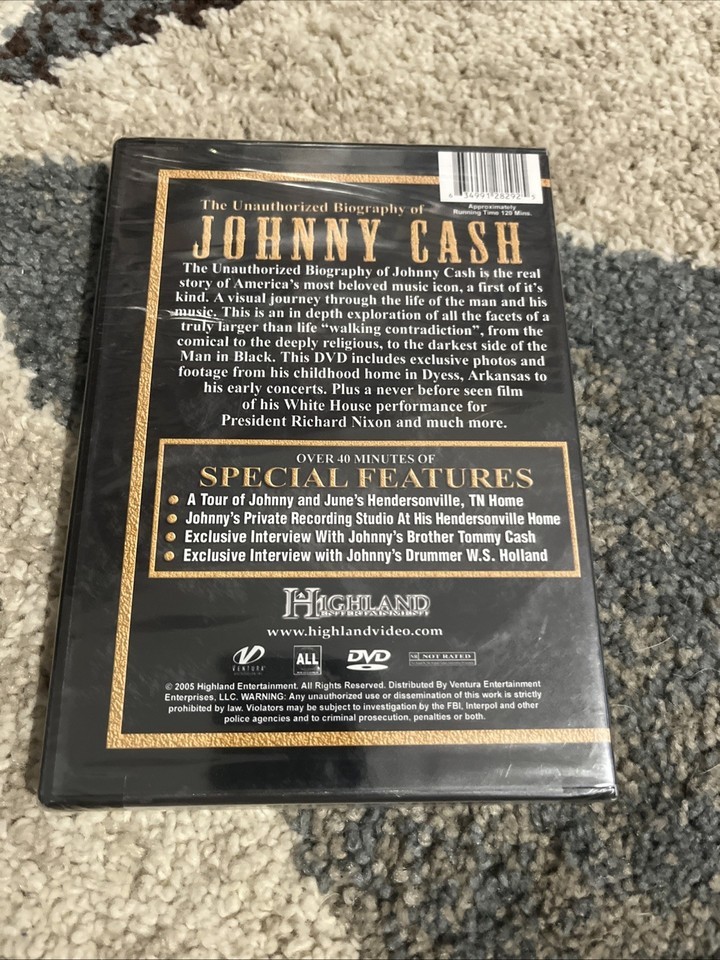 6 34991 28292 5
Approximately
Running Time 120 Mins.
The Unauthorized Biography of
JOHNNY CASH
The Unauthorized Biography of Johnny Cash is the real
story of America's most beloved music icon, a first of it's
kind. A visual journey through the life of the man and his
music. This is an in depth exploration of all the facets of a
truly larger than life “walking contradiction”, from the
comical to the deeply religious, to the darkest side of the
Man in Black. This DVD includes exclusive photos and
footage from his childhood home in Dyess, Arkansas to
his early concerts. Plus a never before seen film
of his White House performance for
President Richard Nixon and much more.
OVER 40 MINUTES OF
SPECIAL FEATURES
A Tour of Johnny and June's Hendersonville, TN Home
Johnny's Private Recording Studio At His Hendersonville Home
Exclusive Interview With Johnny's Brother Tommy Cash
Exclusive Interview with Johnny's Drummer W.S. Holland
HIGHLAND
ENTERTAINMENT
www.highlandvideo.com
VENTURA
ALL
DVD
NR NOT RATED
© 2005 Highland Entertainment. All Rights Reserved. Distributed By Ventura Entertainment
Enterprises, LLC. WARNING: Any unauthorized use or dissemination of this work is strictly
prohibited by law. Violators may be subject to investigation by the FBI, Interpol and other
police agencies and to criminal prosecution, penalties or both.